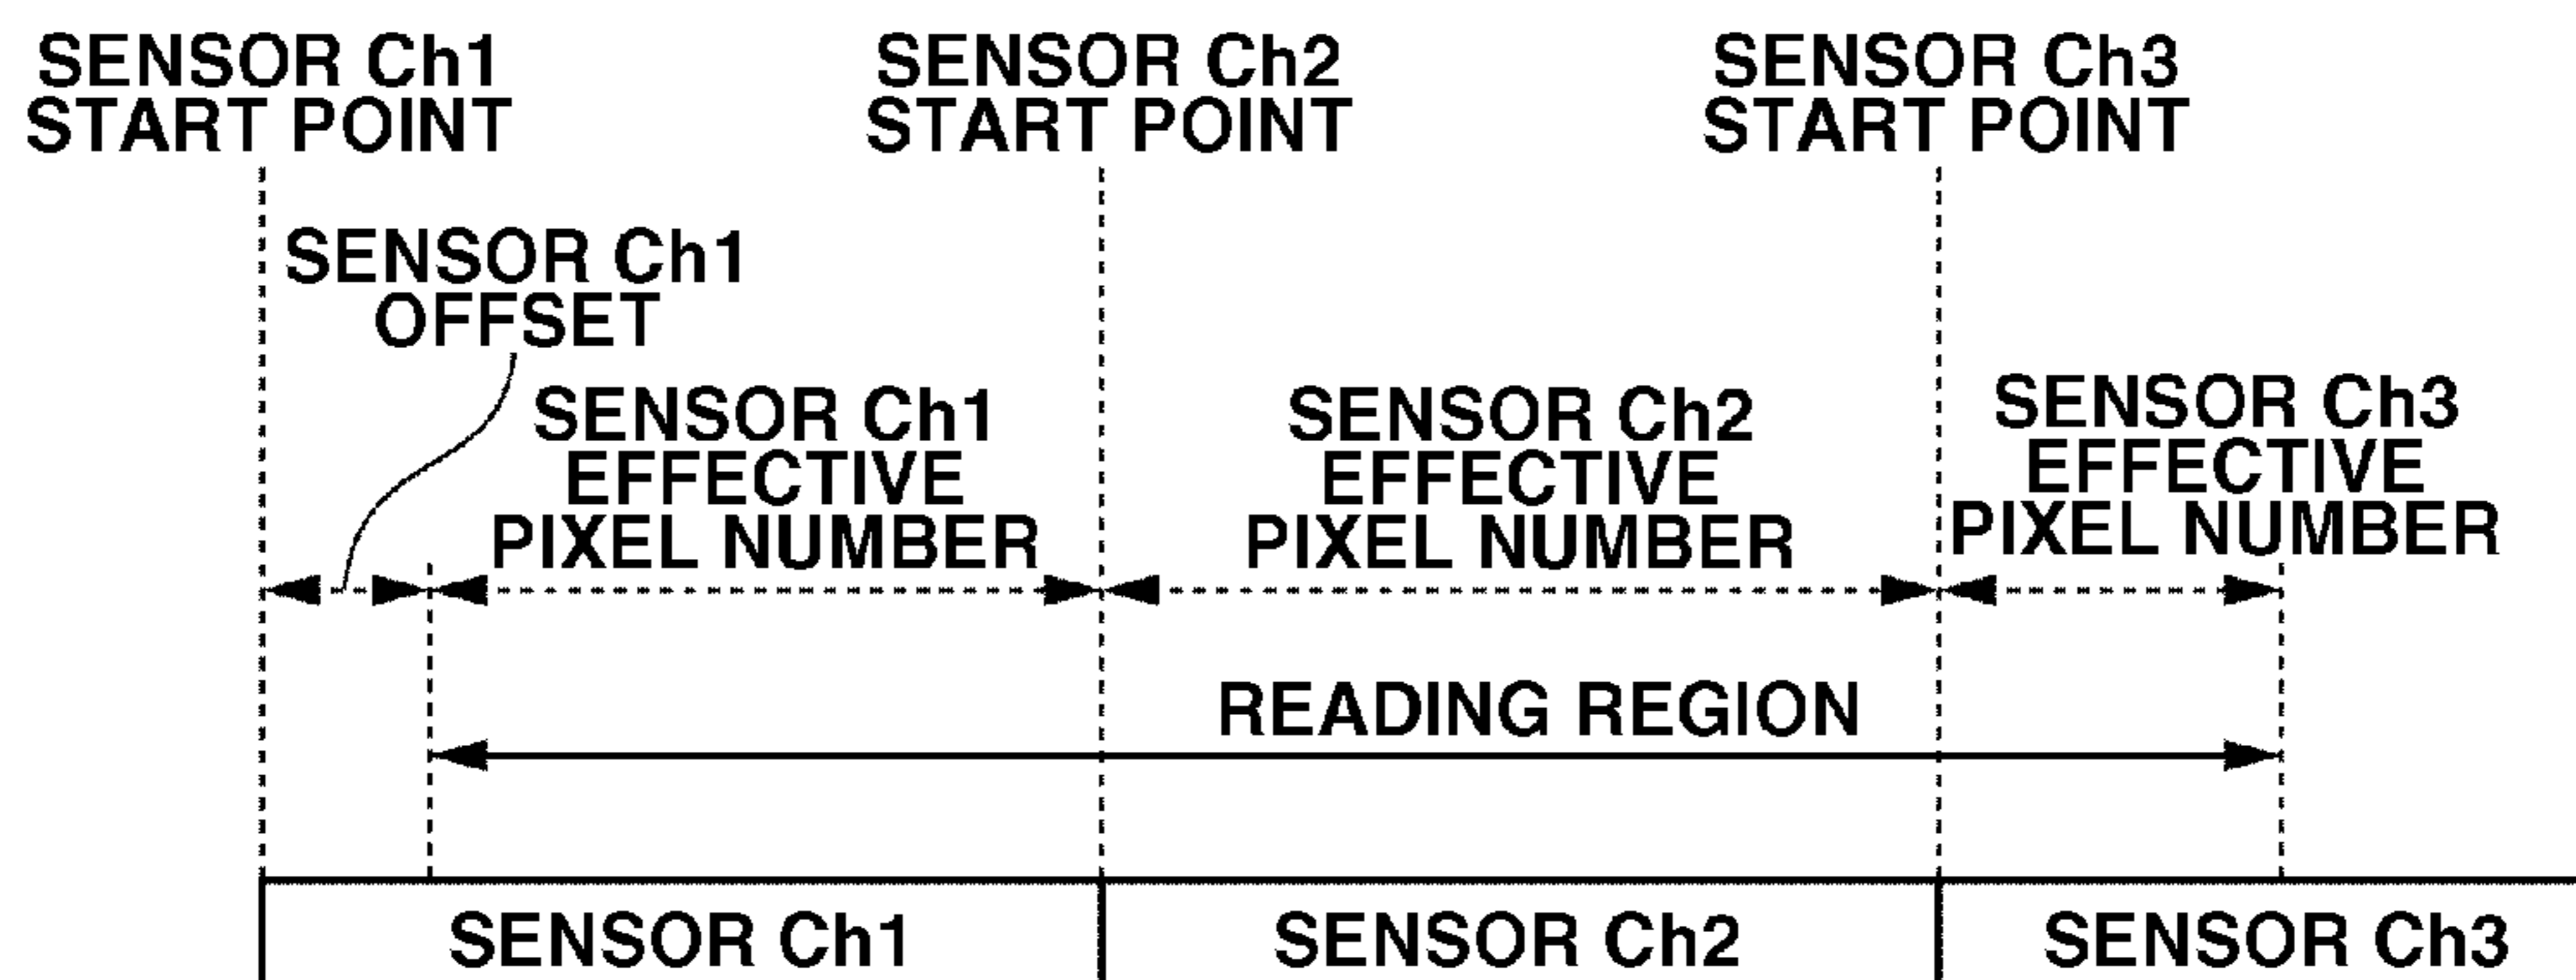 SENSOR Ch1
START POINT
SENSOR Ch2
START POINT
SENSOR Ch3
START POINT
SENSOR Ch1
OFFSET
SENSOR Ch1
EFFECTIVE
PIXEL NUMBER
SENSOR Ch2
EFFECTIVE
PIXEL NUMBER
SENSOR Ch3
EFFECTIVE
PIXEL NUMBER
READING REGION
SENSOR Ch1
SENSOR Ch2
SENSOR Ch3